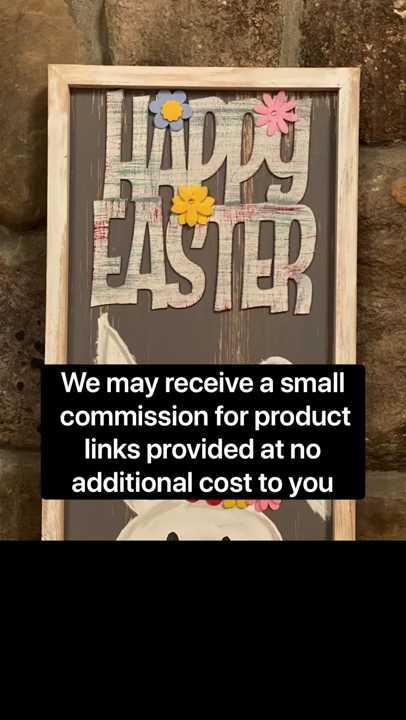 HAPPY
EASTER
We may receive a small
commission for product
links provided at no
additional cost to you